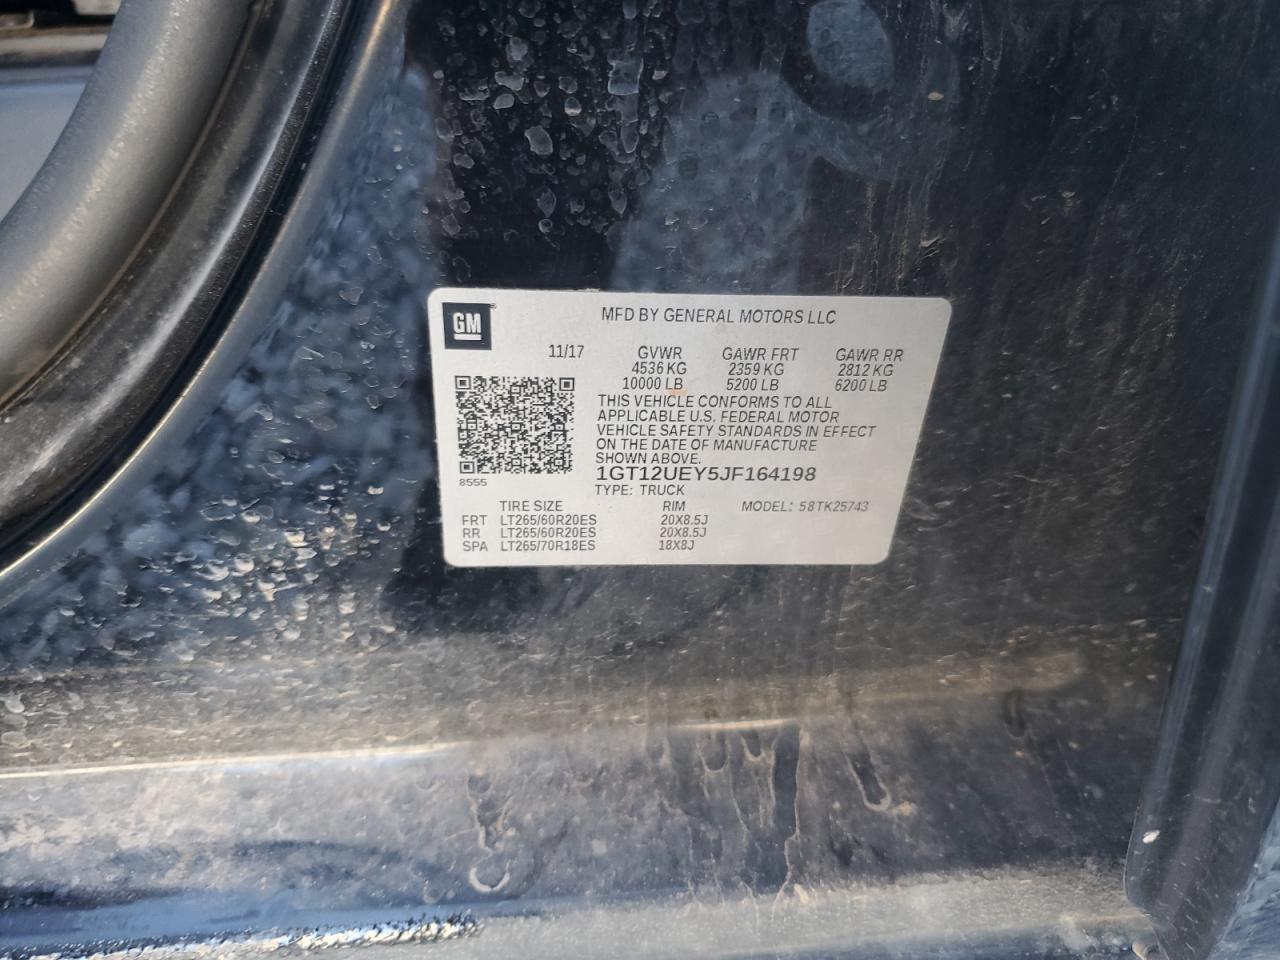 GM
MFD BY GENERAL MOTORS LLC
11/17 GVWR GAWR FRT GAWR RR
4536 KG 2359 KG 2812 KG
10000 LB 5200 LB 6200 LB
THIS VEHICLE CONFORMS TO ALL
APPLICABLE U.S. FEDERAL MOTOR
VEHICLE SAFETY STANDARDS IN EFFECT
ON THE DATE OF MANUFACTURE
SHOWN ABOVE.
8555
1GT12UEY5JF164198
TYPE: TRUCK
TIRE SIZE RIM MODEL: 58TK25743
FRT LT265/60R20ES 20X8.5J
RR LT265/60R20ES 20X8.5J
SPA LT265/70R18ES 18X8J